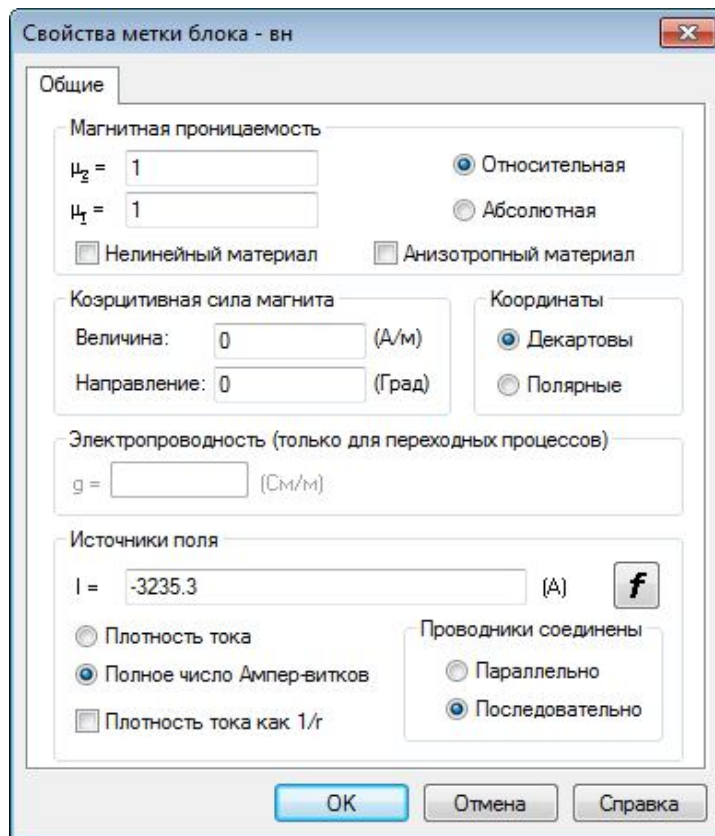 Свойства метки блока - вн
Общие
Магнитная проницаемость
μz = 1
Относительная
μr = 1
Абсолютная
Нелинейный материал
Анизотропный материал
Коэрцитивная сила магнита
Величина: 0 (А/м)
Направление: 0 (Град)
Координаты
Декартовы
Полярные
Электропроводность (только для переходных процессов)
g = (См/м)
Источники поля
I = -3235.3 (А)
f
Плотность тока
Полное число Ампер-витков
Плотность тока как 1/r
Проводники соединены
Параллельно
Последовательно
OK
Отмена
Справка